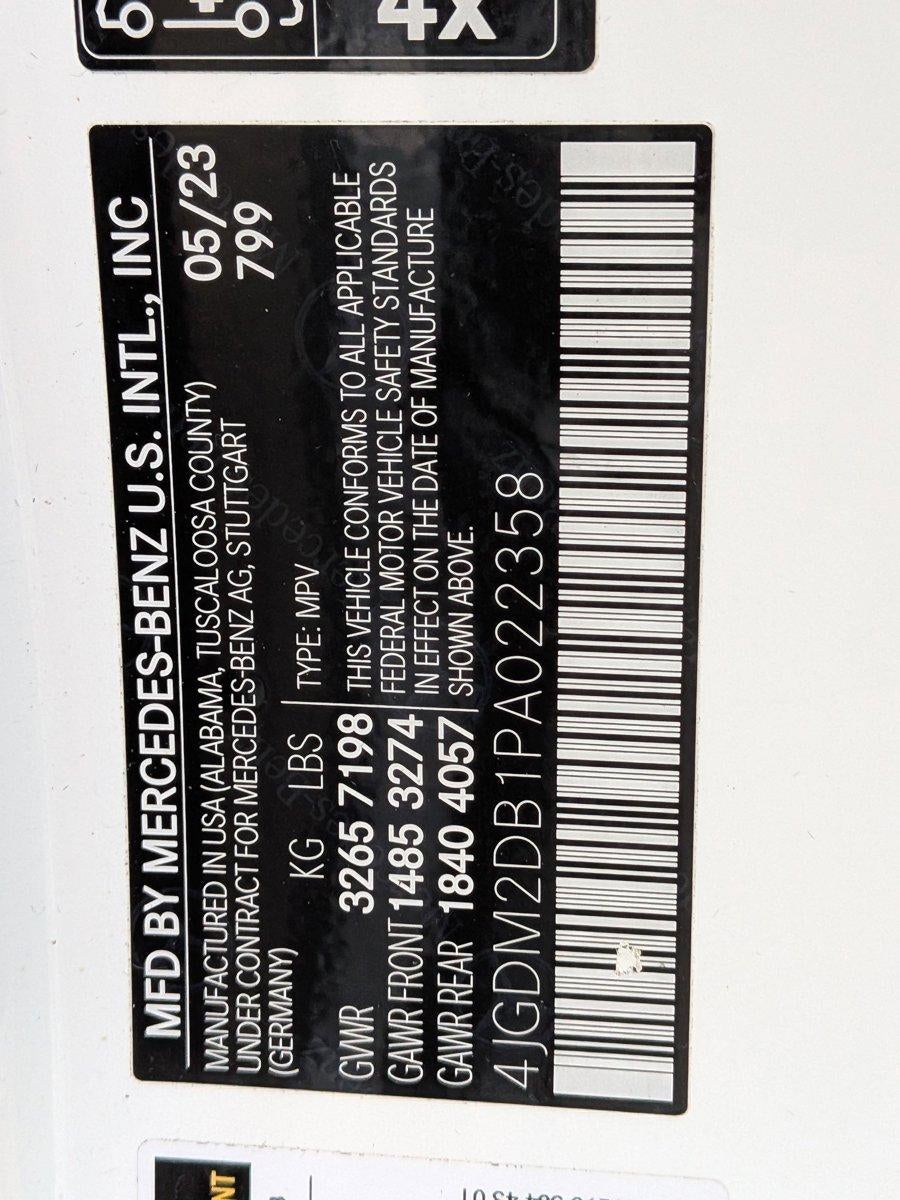 4X
MFD BY MERCEDES-BENZ U.S. INTL., INC
MANUFACTURED IN USA (ALABAMA, TUSCALOOSA COUNTY) 05/23
UNDER CONTRACT FOR MERCEDES-BENZ AG, STUTTGART 799
(GERMANY)
KG LBS TYPE: MPV
GVWR 3265 7198 THIS VEHICLE CONFORMS TO ALL APPLICABLE
GAWR FRONT 1485 3274 FEDERAL MOTOR VEHICLE SAFETY STANDARDS
GAWR REAR 1840 4057 IN EFFECT ON THE DATE OF MANUFACTURE
SHOWN ABOVE.
4JGDM2DB1PA022358